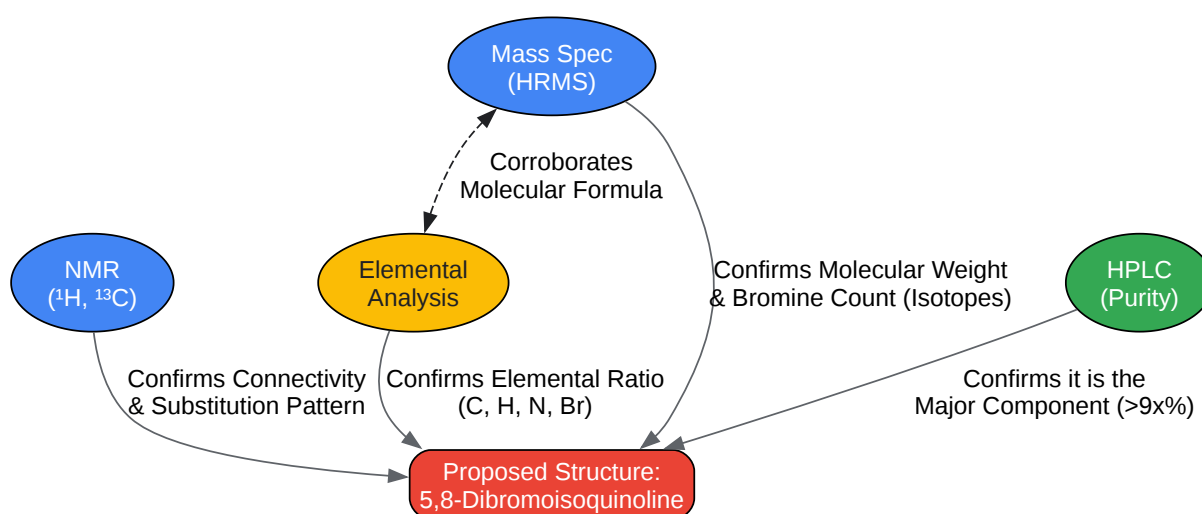 Mass Spec
(HRMS)
Corroborates
Molecular Formula
NMR
(¹H, ¹³C)
Elemental
Analysis
Confirms Molecular Weight
& Bromine Count (Isotopes)
HPLC
(Purity)
Confirms Connectivity
& Substitution Pattern
Confirms Elemental Ratio
(C, H, N, Br)
Confirms it is the
Major Component (>9x%)
Proposed Structure:
5,8-Dibromoisoquinoline